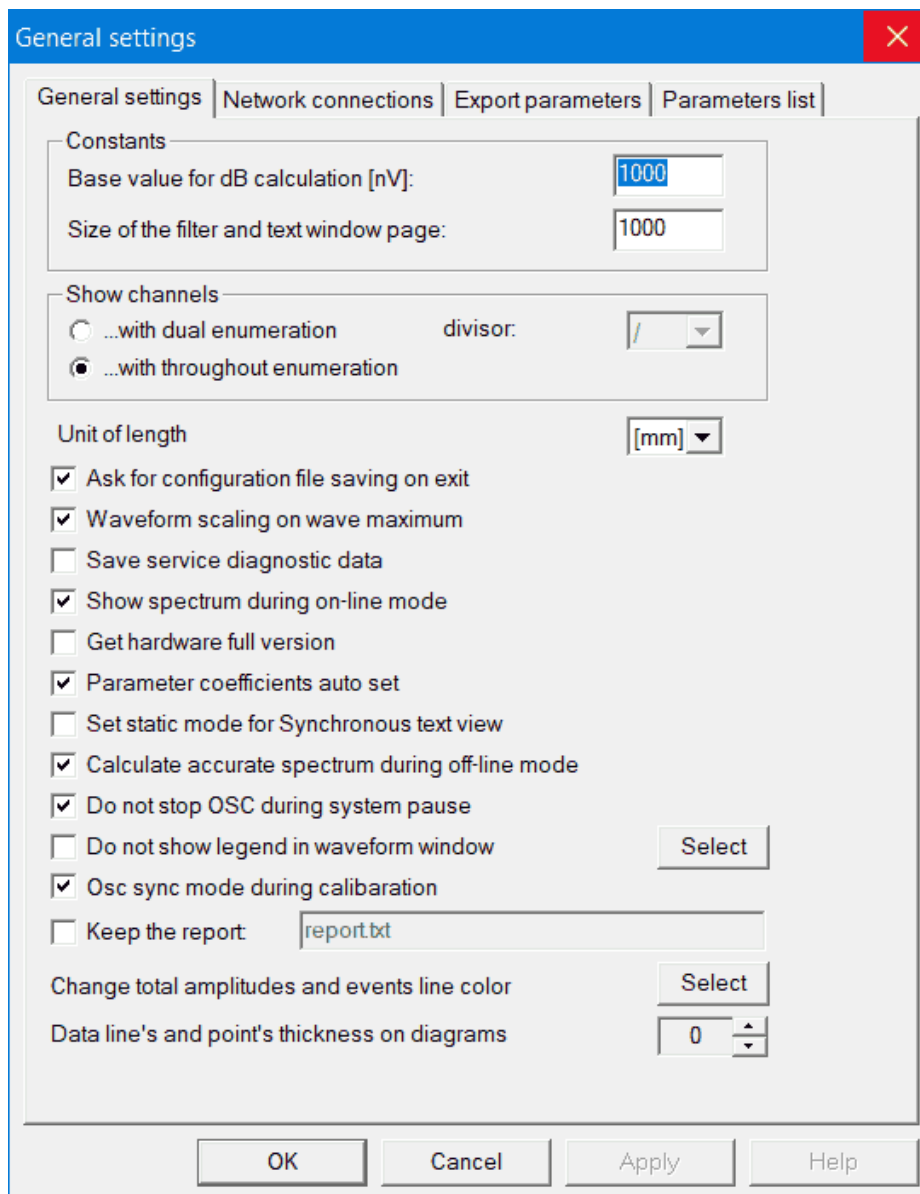 General settings
General settings Network connections Export parameters Parameters list
Constants
Base value for dB calculation [nV]: 1000
Size of the filter and text window page: 1000
Show channels
...with dual enumeration divisor: /
...with throughout enumeration
Unit of length [mm]
Ask for configuration file saving on exit
Waveform scaling on wave maximum
Save service diagnostic data
Show spectrum during on-line mode
Get hardware full version
Parameter coefficients auto set
Set static mode for Synchronous text view
Calculate accurate spectrum during off-line mode
Do not stop OSC during system pause
Do not show legend in waveform window Select
Osc sync mode during calibaration
Keep the report: report.txt
Change total amplitudes and events line color Select
Data line's and point's thickness on diagrams 0
OK Cancel Apply Help